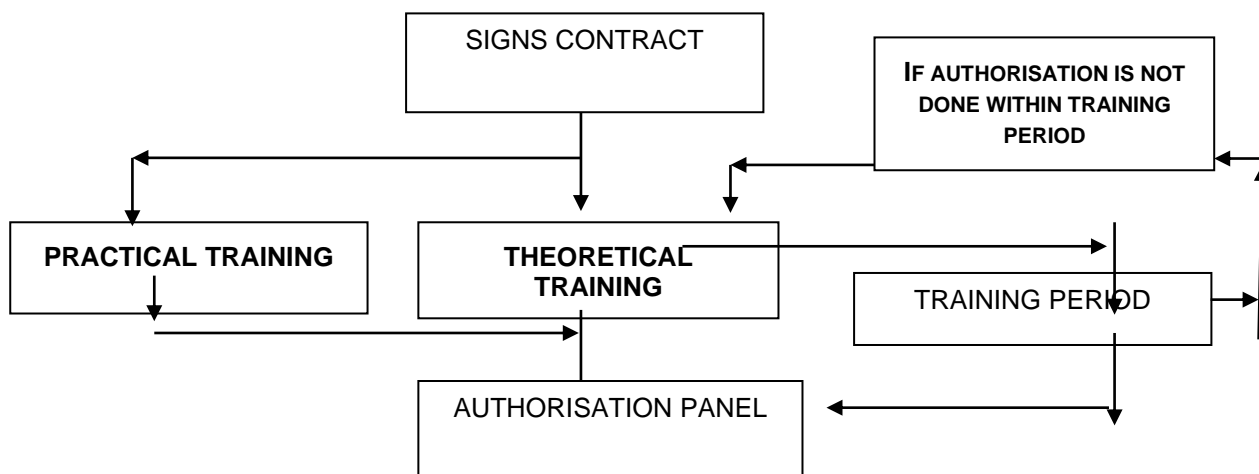 SIGNS CONTRACT
IF AUTHORISATION IS NOT
DONE WITHIN TRAINING
PERIOD
PRACTICAL TRAINING
THEORETICAL
TRAINING
TRAINING PERIOD
AUTHORISATION PANEL